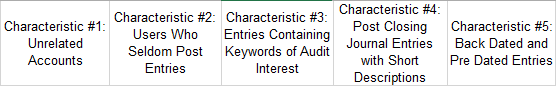 Characteristic #1:
Unrelated
Accounts
Characteristic #2:
Users Who
Seldom Post
Entries
Characteristic #3:
Entries Containing
Keywords of Audit
Interest
Characteristic #4:
Post Closing
Journal Entries
with Short
Descriptions
Characteristic #5:
Back Dated and
Pre Dated Entries